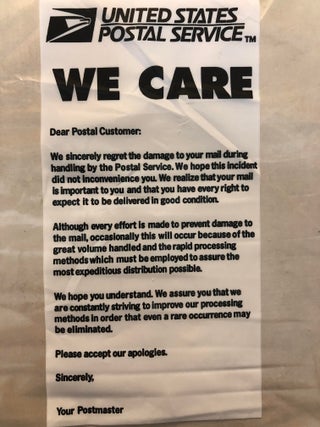 UNITED STATES
POSTAL SERVICE TM
WE CARE
Dear Postal Customer:
We sincerely regret the damage to your mail during
handling by the Postal Service. We hope this incident
did not inconvenience you. We realize that your mail
is important to you and that you have every right to
expect it to be delivered in good condition.
Although every effort is made to prevent damage to
the mail, occasionally this will occur because of the
great volume handled and the rapid processing
methods which must be employed to assure the
most expeditious distribution possible.
We hope you understand. We assure you that we
are constantly striving to improve our processing
methods in order that even a rare occurrence may
be eliminated.
Please accept our apologies.
Sincerely,
Your Postmaster